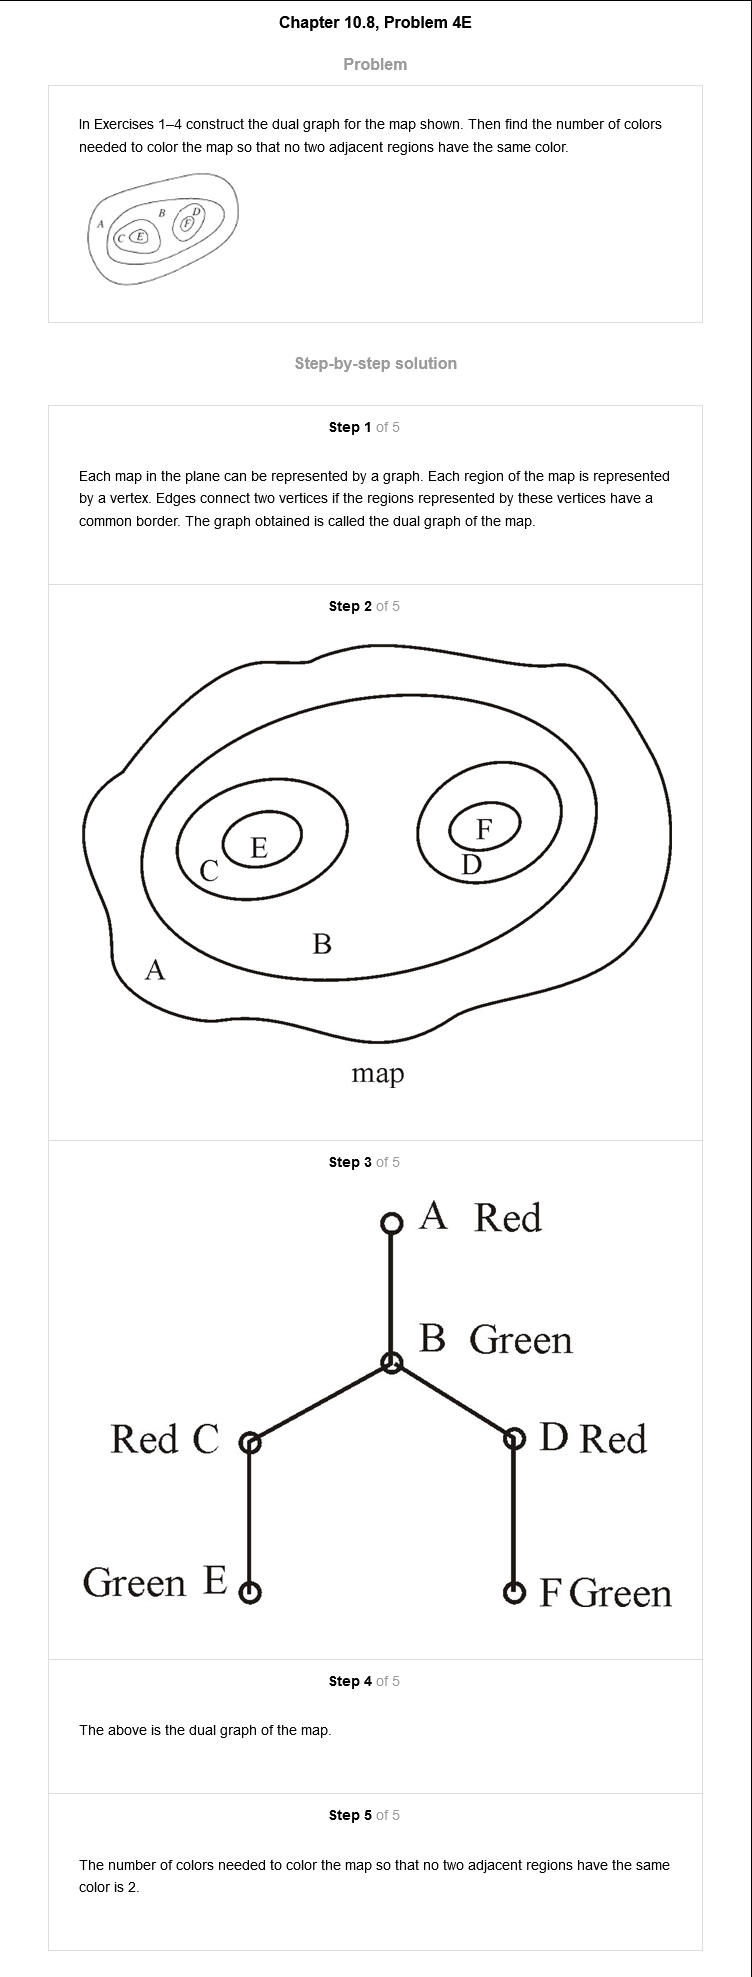 Chapter 10.8, Problem 4E
Problem
In Exercises 1–4 construct the dual graph for the map shown. Then find the number of colors
needed to color the map so that no two adjacent regions have the same color.
A
B
D
F
C
E
Step-by-step solution
Step 1 of 5
Each map in the plane can be represented by a graph. Each region of the map is represented
by a vertex. Edges connect two vertices if the regions represented by these vertices have a
common border. The graph obtained is called the dual graph of the map.
Step 2 of 5
F
E
D
C
B
A
map
Step 3 of 5
A Red
B Green
Red C
D Red
Green E
F Green
Step 4 of 5
The above is the dual graph of the map.
Step 5 of 5
The number of colors needed to color the map so that no two adjacent regions have the same
color is 2.